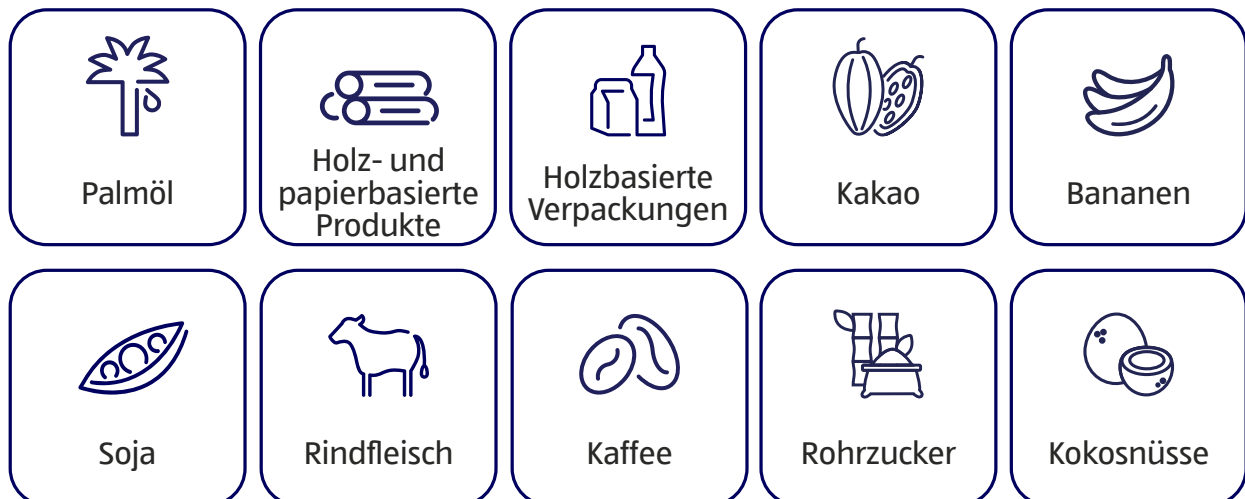 Palmöl
Holz- und
papierbasierte
Produkte
Holzbasierte
Verpackungen
Kakao
Bananen
Soja
Rindfleisch
Kaffee
Rohrzucker
Kokosnüsse